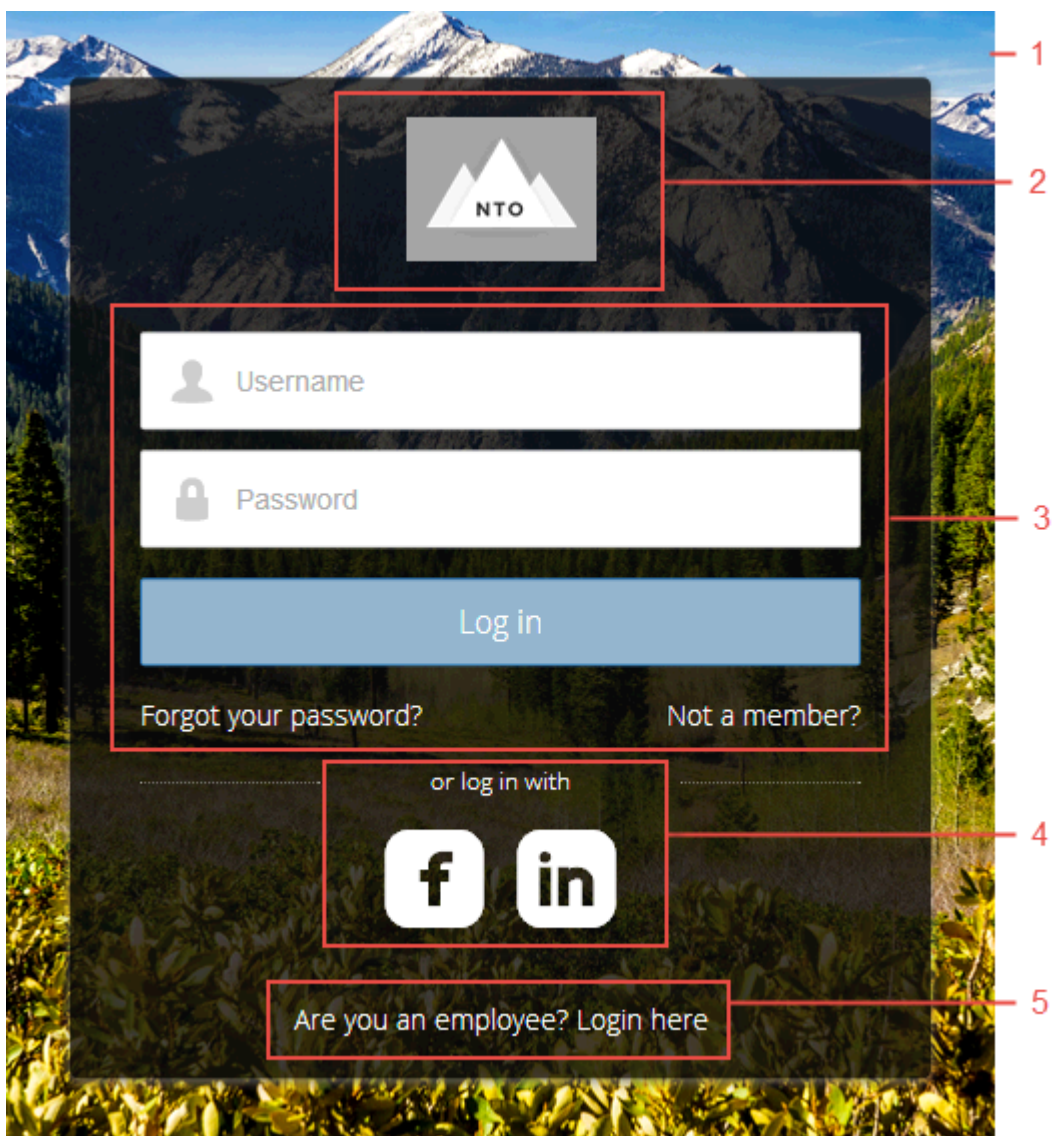 1
NTO
2
Username
Password
3
Log in
Forgot your password? Not a member?
or log in with
f in
4
Are you an employee? Login here
5